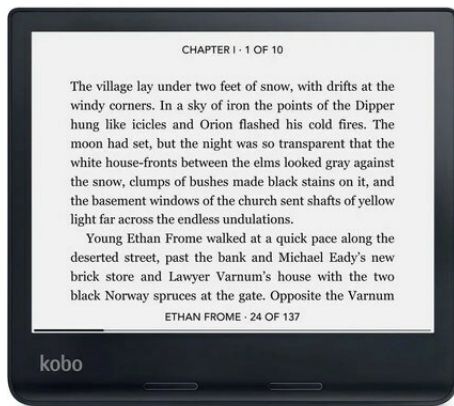 CHAPTER I · 1 OF 10
The village lay under two feet of snow, with drifts at the
windy corners. In a sky of iron the points of the Dipper
hung like icicles and Orion flashed his cold fires. The
moon had set, but the night was so transparent that the
white house-fronts between the elms looked gray against
the snow, clumps of bushes made black stains on it, and
the basement windows of the church sent shafts of yellow
light far across the endless undulations.
Young Ethan Frome walked at a quick pace along the
deserted street, past the bank and Michael Eady's new
brick store and Lawyer Varnum's house with the two
black Norway spruces at the gate. Opposite the Varnum
ETHAN FROME · 24 OF 137
kobo